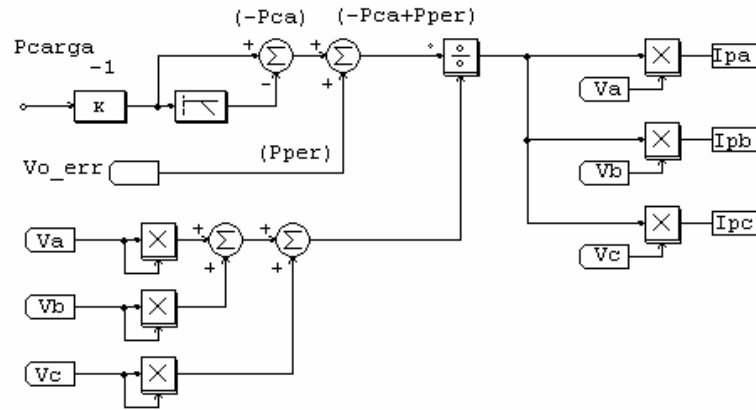 (-Pca)
(-Pca+Pper)
Pcarga
-1
K
Σ
Σ
÷
×
Ipa
Va
Vo_err
(Pper)
×
Ipb
Vb
×
Ipc
Vc
Va
×
Σ
Σ
Vb
×
Vc
×
+
+
-
+
+
+
+
+